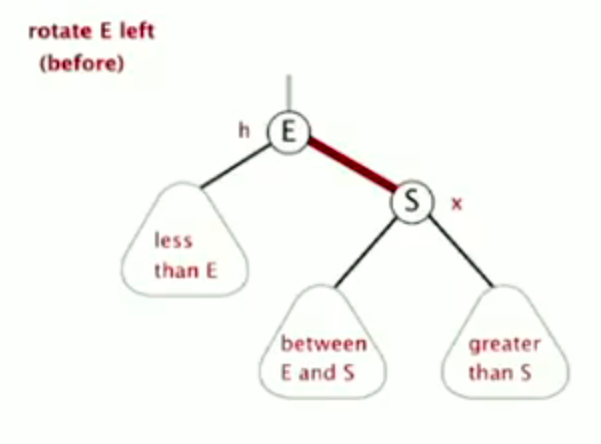 rotate E left
(before)
h
E
S
x
less
than E
between
E and S
greater
than S